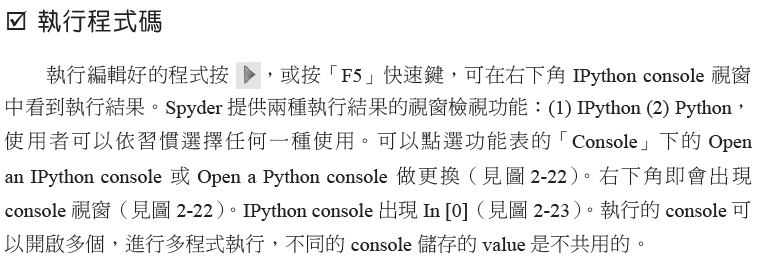 ☑ 執行程式碼
執行編輯好的程式按 ▶，或按「F5」快速鍵，可在右下角 IPython console 視窗
中看到執行結果。Spyder 提供兩種執行結果的視窗檢視功能：(1) IPython (2) Python，
使用者可以依習慣選擇任何一種使用。可以點選功能表的「Console」下的 Open
an IPython console 或 Open a Python console 做更換（見圖 2-22）。右下角即會出現
console 視窗（見圖 2-22）。IPython console 出現 In [0]（見圖 2-23）。執行的 console 可
以開啟多個，進行多程式執行，不同的 console 儲存的 value 是不共用的。